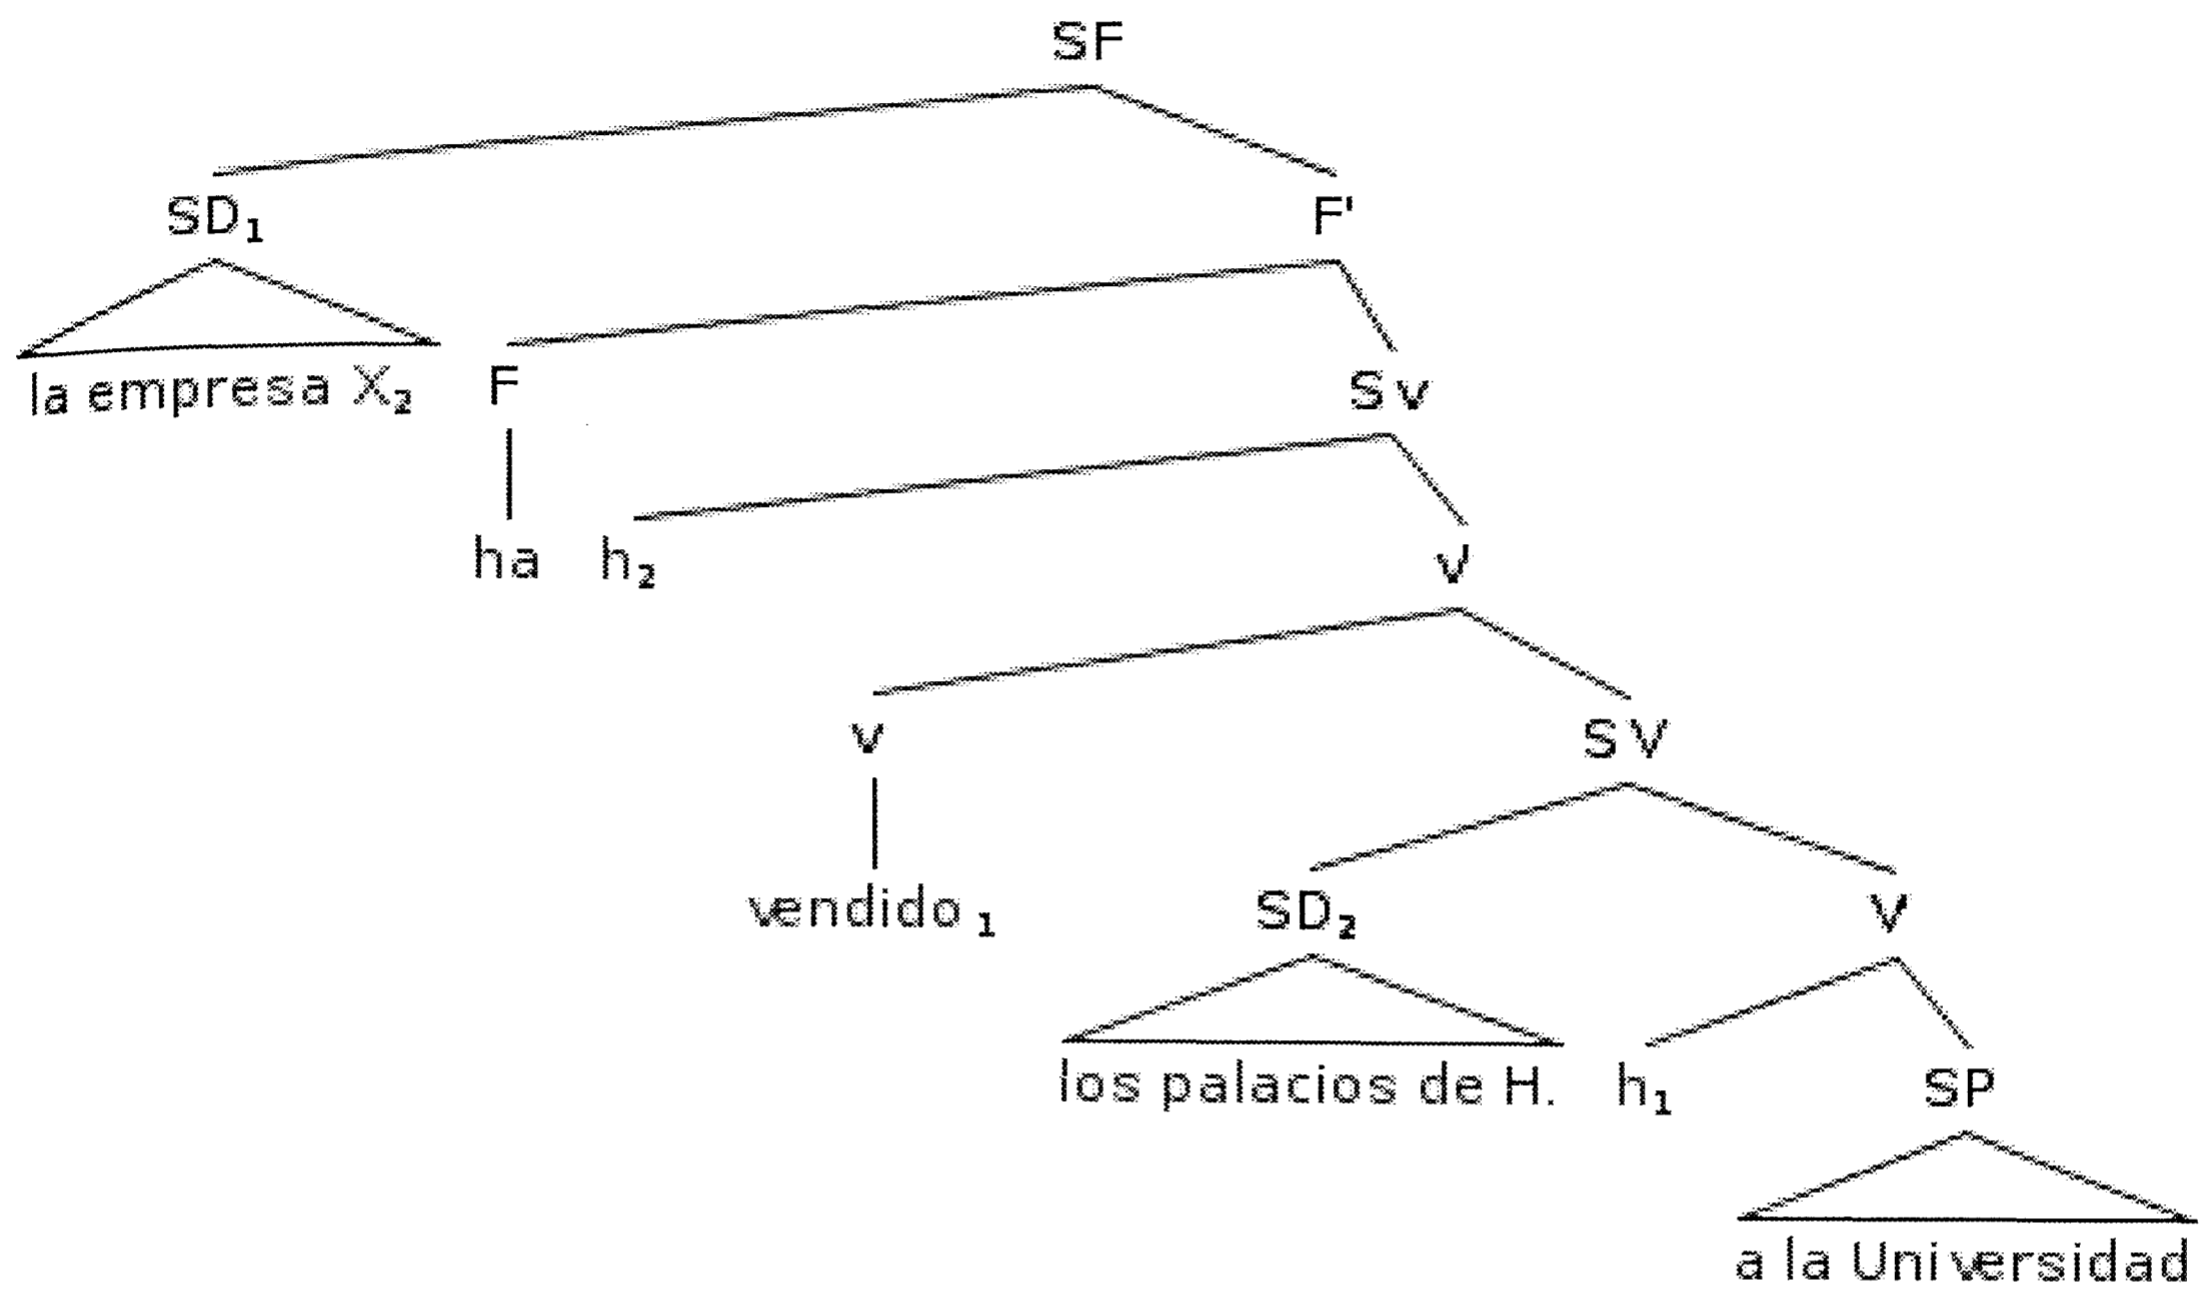 SF
SD₁ F'
la empresa X₂ F Sv
ha h₂ v'
v SV
vendido ₁ SD₂ V'
los palacios de H. h₁ SP
a la Universidad